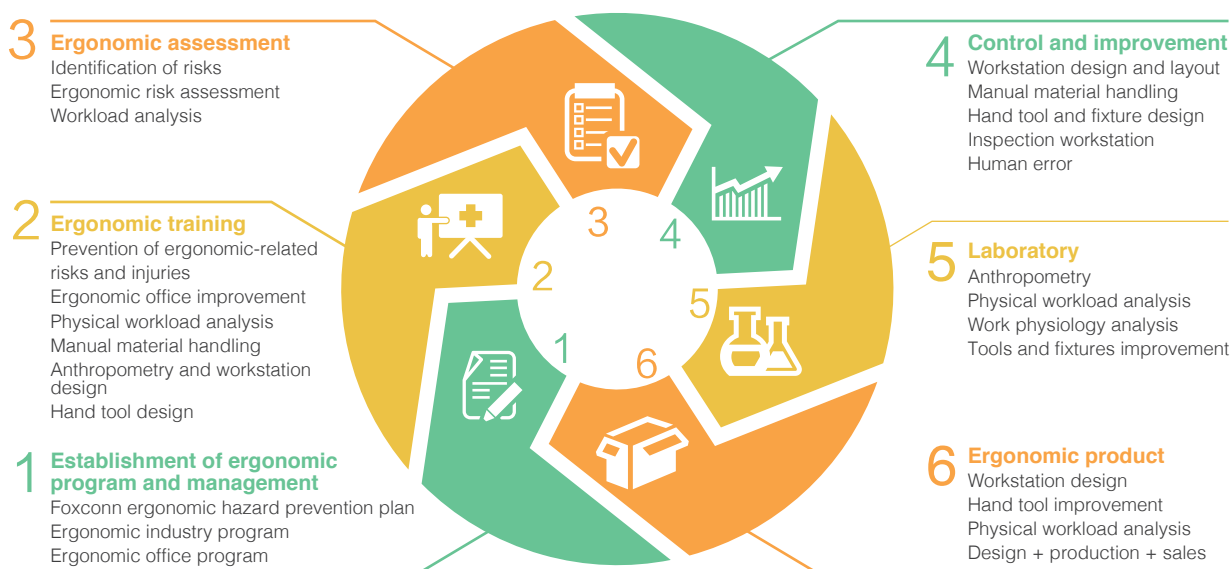 3
Ergonomic assessment
Identification of risks
Ergonomic risk assessment
Workload analysis
2
Ergonomic training
Prevention of ergonomic-related
risks and injuries
Ergonomic office improvement
Physical workload analysis
Manual material handling
Anthropometry and workstation
design
Hand tool design
1
Establishment of ergonomic
program and management
Foxconn ergonomic hazard prevention plan
Ergonomic industry program
Ergonomic office program
3
4
2
5
1
6
4
Control and improvement
Workstation design and layout
Manual material handling
Hand tool and fixture design
Inspection workstation
Human error
5
Laboratory
Anthropometry
Physical workload analysis
Work physiology analysis
Tools and fixtures improvement
6
Ergonomic product
Workstation design
Hand tool improvement
Physical workload analysis
Design + production + sales